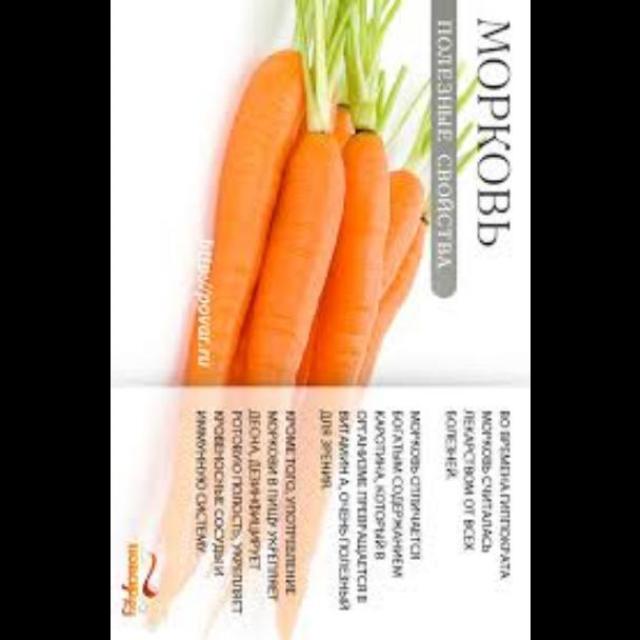 МОРКОВЬ
ПОЛЕЗНЫЕ СВОЙСТВА
ВО ВРЕМЕНА ГИППОКРАТА
МОРКОВЬ СЧИТАЛАСЬ
ЛЕКАРСТВОМ ОТ ВСЕХ
БОЛЕЗНЕЙ.
МОРКОВЬ ОТЛИЧАЕТСЯ
БОГАТЫМ СОДЕРЖАНИЕМ
КАРОТИНА, КОТОРЫЙ В
ОРГАНИЗМЕ ПРЕВРАЩАЕТСЯ В
ВИТАМИН А, ОЧЕНЬ ПОЛЕЗНЫЙ
ДЛЯ ЗРЕНИЯ.
КРОМЕ ТОГО, УПОТРЕБЛЕНИЕ
МОРКОВИ В ПИЩУ УКРЕПЛЯЕТ
ДЕСНА, ДЕЗИНФИЦИРУЕТ
РОТОВУЮ ПОЛОСТЬ, УКРЕПЛЯЕТ
КРОВЕНОСНЫЕ СОСУДЫ И
ИММУННУЮ СИСТЕМУ
http://povar.ru